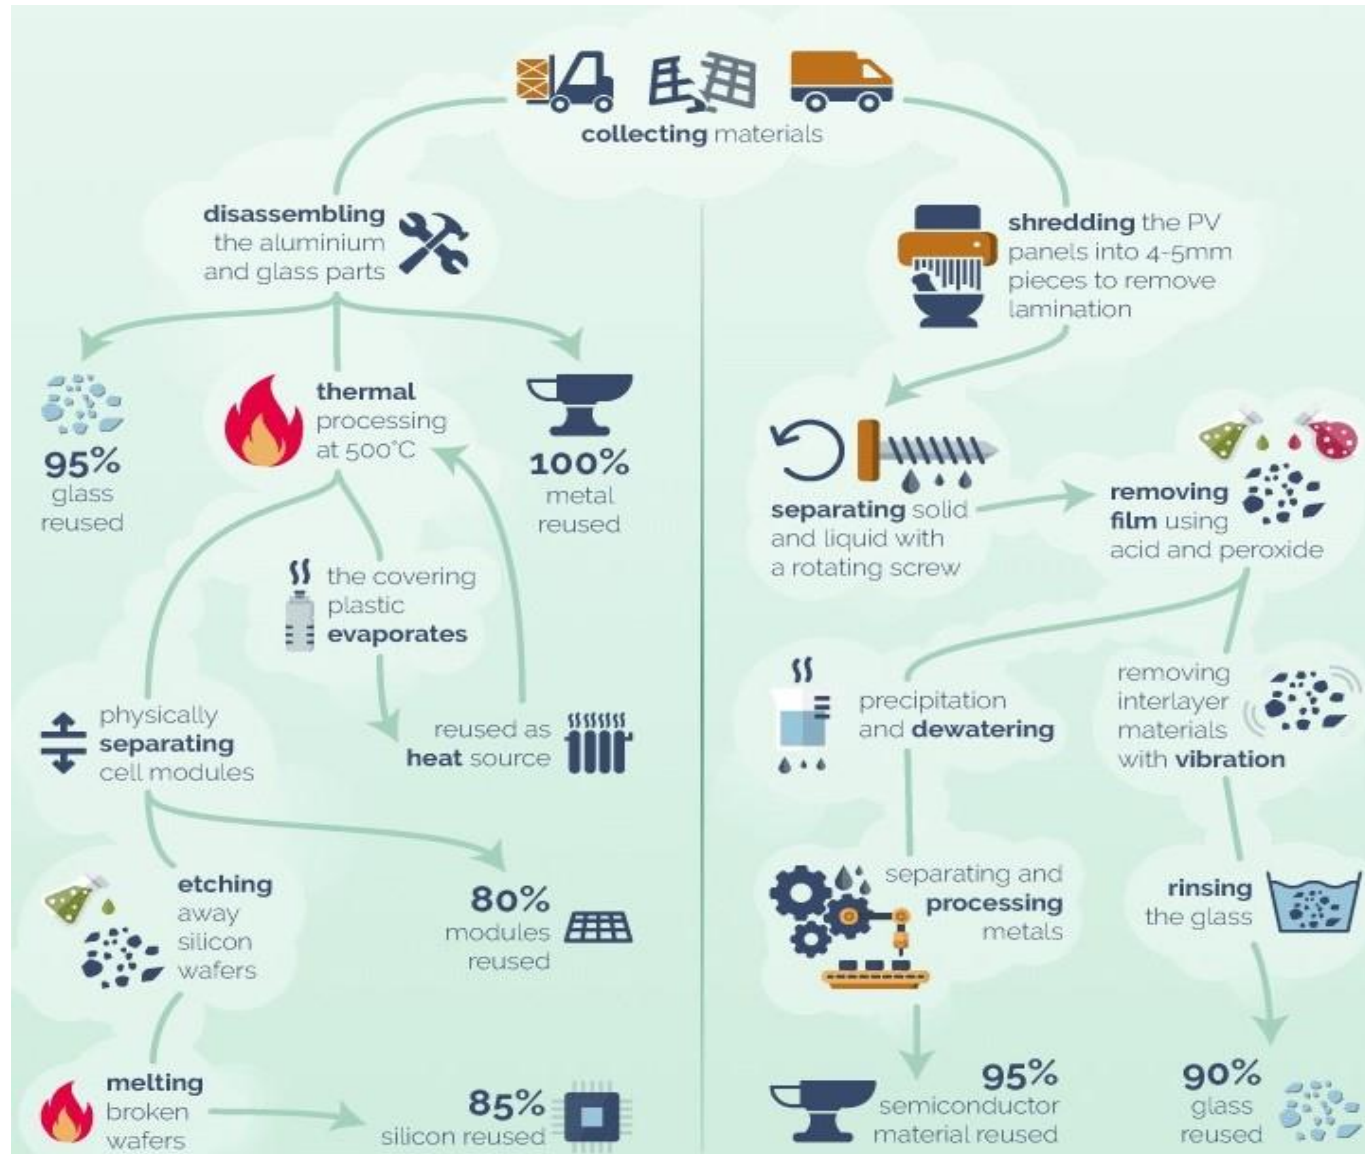 collecting materials
disassembling
the aluminium
and glass parts
95%
glass
reused
thermal
processing
at 500°C
100%
metal
reused
the covering
plastic
evaporates
physically
separating
cell modules
reused as
heat source
etching
away
silicon
wafers
80%
modules
reused
melting
broken
wafers
85%
silicon reused
shredding the PV
panels into 4-5mm
pieces to remove
lamination
separating solid
and liquid with
a rotating screw
removing
film using
acid and peroxide
precipitation
and dewatering
removing
interlayer
materials
with vibration
separating and
processing
metals
rinsing
the glass
95%
semiconductor
material reused
90%
glass
reused